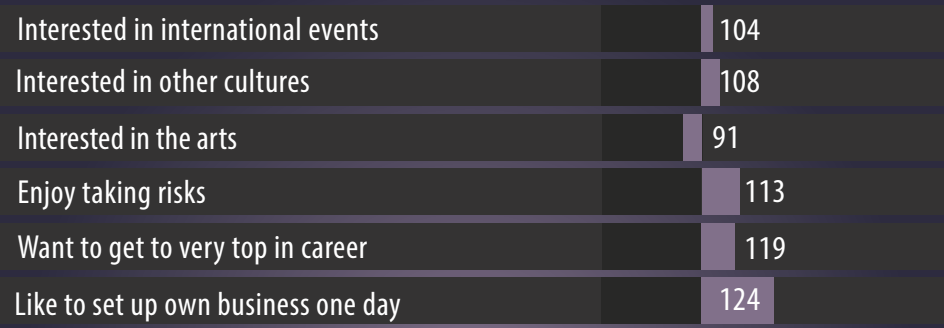 Interested in international events 104
Interested in other cultures 108
Interested in the arts 91
Enjoy taking risks 113
Want to get to very top in career 119
Like to set up own business one day 124